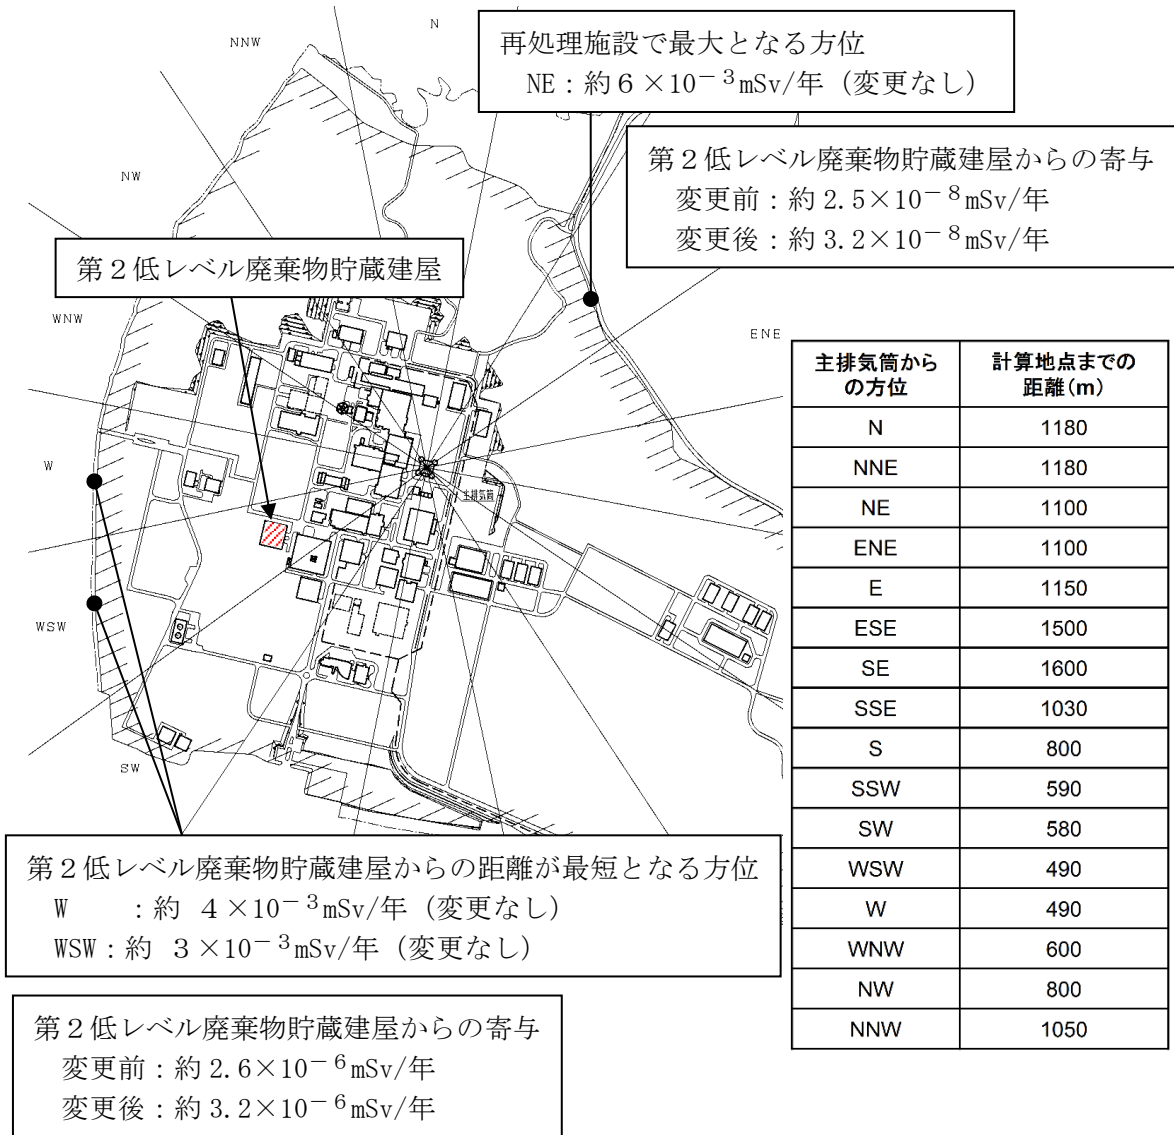 N
NNW
再処理施設で最大となる方位
NE：約６×10－３mSv/年（変更なし）
第２低レベル廃棄物貯蔵建屋からの寄与
変更前：約 2.5×10－８mSv/年
変更後：約 3.2×10－８mSv/年
NW
第２低レベル廃棄物貯蔵建屋
WNW
ENE
W
主排気筒
WSW
SW
主排気筒からの方位 計算地点までの距離(m)
N 1180
NNE 1180
NE 1100
ENE 1100
E 1150
ESE 1500
SE 1600
SSE 1030
S 800
SSW 590
SW 580
WSW 490
W 490
WNW 600
NW 800
NNW 1050
第２低レベル廃棄物貯蔵建屋からの距離が最短となる方位
W　　：約 ４×10－３mSv/年（変更なし）
WSW：約 ３×10－３mSv/年（変更なし）
第２低レベル廃棄物貯蔵建屋からの寄与
変更前：約 2.6×10－６mSv/年
変更後：約 3.2×10－６mSv/年